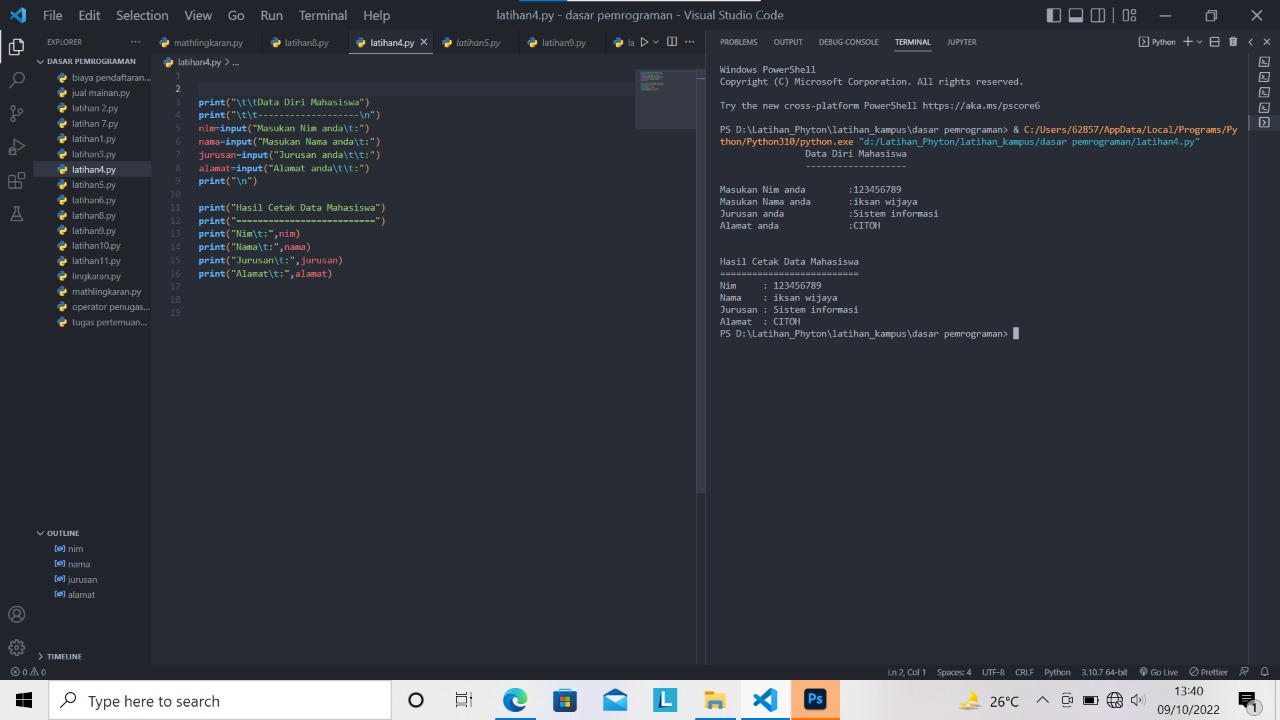 File Edit Selection View Go Run Terminal Help
latihan4.py - dasar pemrograman - Visual Studio Code
EXPLORER
DASAR PEMROGRAMAN
biaya pendaftaran...
jual mainan.py
latihan 2.py
latihan 7.py
latihan1.py
latihan3.py
latihan4.py
latihan5.py
latihan6.py
latihan8.py
latihan9.py
latihan10.py
latihan11.py
lingkaran.py
mathlingkaran.py
operator penugas...
tugas pertemuan...
OUTLINE
nim
nama
jurusan
alamat
TIMELINE
mathlingkaran.py latihan8.py latihan4.py latihan5.py latihan9.py la
latihan4.py > ...
1
2
3 print("\t\tData Diri Mahasiswa")
4 print("\t\t-------------------\n")
5 nim=input("Masukan Nim anda\t:")
6 nama=input("Masukan Nama anda\t:")
7 jurusan=input("Jurusan anda\t\t:")
8 alamat=input("Alamat anda\t\t:")
9 print("\n")
10
11 print("Hasil Cetak Data Mahasiswa")
12 print("==========================")
13 print("Nim\t:",nim)
14 print("Nama\t:",nama)
15 print("Jurusan\t:",jurusan)
16 print("Alamat\t:",alamat)
17
18
19
PROBLEMS OUTPUT DEBUG CONSOLE TERMINAL JUPYTER
Python
Windows PowerShell
Copyright (C) Microsoft Corporation. All rights reserved.
Try the new cross-platform PowerShell https://aka.ms/pscore6
PS D:\Latihan_Phyton\latihan_kampus\dasar pemrograman> & C:/Users/62857/AppData/Local/Programs/Py
thon/Python310/python.exe "d:/Latihan_Phyton/latihan_kampus/dasar pemrograman/latihan4.py"
Data Diri Mahasiswa
-------------------
Masukan Nim anda :123456789
Masukan Nama anda :iksan wijaya
Jurusan anda :Sistem informasi
Alamat anda :CITOH
Hasil Cetak Data Mahasiswa
==========================
Nim : 123456789
Nama : iksan wijaya
Jurusan : Sistem informasi
Alamat : CITOH
PS D:\Latihan_Phyton\latihan_kampus\dasar pemrograman>
0 0 Ln 2, Col 1 Spaces: 4 UTF-8 CRLF Python 3.10.7 64-bit Go Live Prettier
Type here to search
L
Ps
26°C
13:40
09/10/2022
1